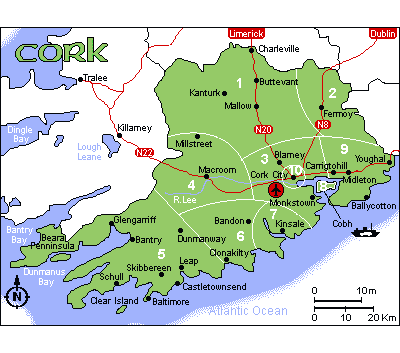 Limerick
Dublin
CORK
Charleville
Tralee
1
Buttevant
Kanturk
2
Mallow
Fermoy
Dingle
Bay
Killarney
N20
N8
Millstreet
Lough
Leane
N22
3
Blarney
9
Youghal
Macroom
10
Carrigtohill
Cork City
4
8
Midleton
R.Lee
Monkstown
Ballycotton
Glengarriff
Bandon
7
Kinsale
Cobh
Bantry
Bay
Beara
Penninsula
Bantry
Dunmanway
6
5
Clonakilty
Dunmanus
Bay
Leap
Skibbereen
Schull
Castletownsend
N
Clear Island
Baltimore
Atlantic Ocean
0
10m
0
10
20 Km